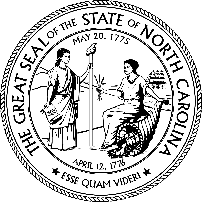 THE GREAT SEAL OF THE STATE OF NORTH CAROLINA
MAY 20, 1775
APRIL 12, 1776
★ ESSE QUAM VIDERI ★